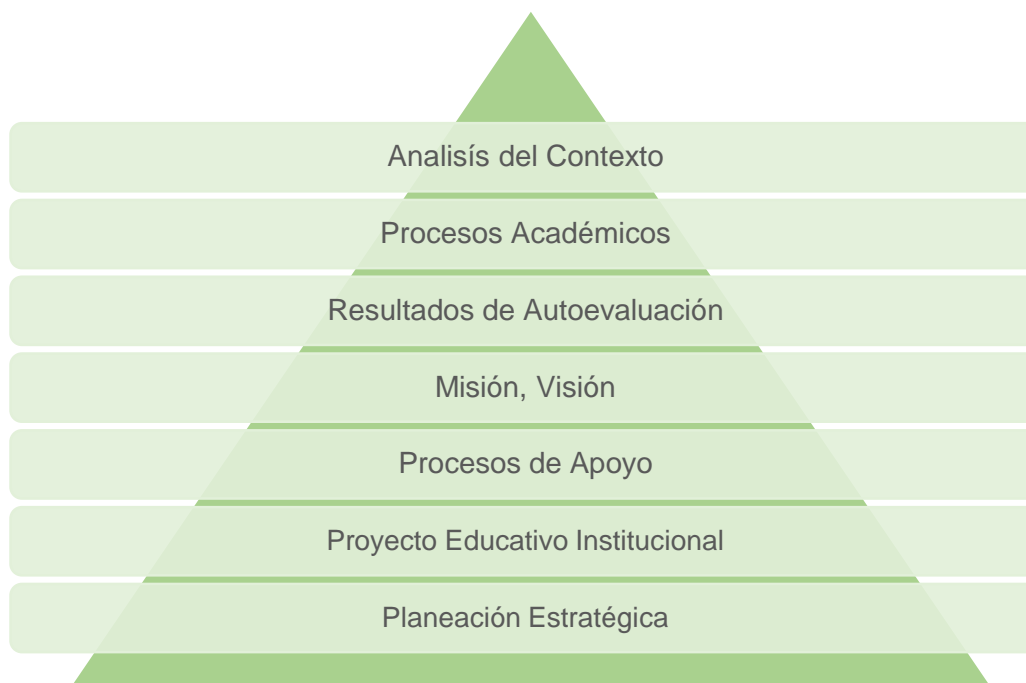 Analisís del Contexto
Procesos Académicos
Resultados de Autoevaluación
Misión, Visión
Procesos de Apoyo
Proyecto Educativo Institucional
Planeación Estratégica